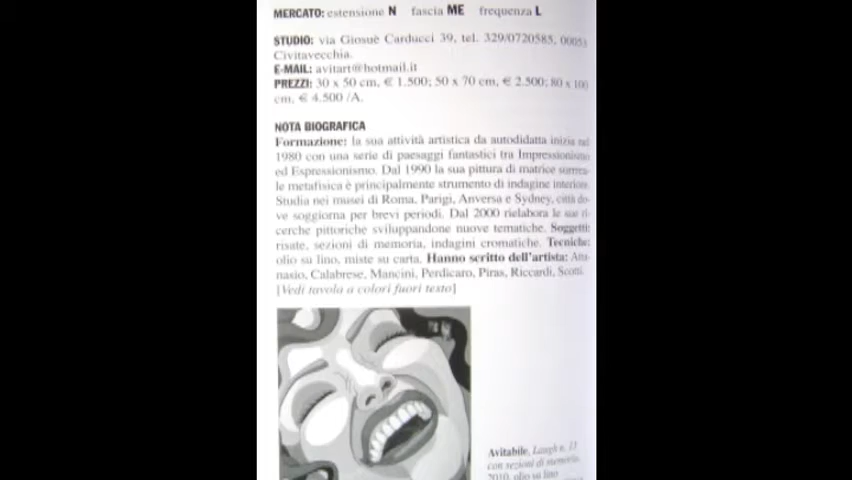 MERCATO: estensione N fascia ME frequenza L
STUDIO: via Giosuè Carducci 39, tel. 329/0720585, 00053
Civitavecchia.
E-MAIL: avitart@hotmail.it
PREZZI: 30 x 50 cm, € 1.500; 50 x 70 cm, € 2.500; 80 x 100
cm, € 4.500 /A.
NOTA BIOGRAFICA
Formazione: la sua attività artistica da autodidatta inizia nel
1980 con una serie di paesaggi fantastici tra Impressionismo
ed Espressionismo. Dal 1990 la sua pittura di matrice surrea-
le metafisica è principalmente strumento di indagine interiore.
Studia nei musei di Roma, Parigi, Anversa e Sydney, città do-
ve soggiorna per brevi periodi. Dal 2000 rielabora le sue ri-
cerche pittoriche sviluppandone nuove tematiche. Soggetti:
risate, sezioni di memoria, indagini cromatiche. Tecniche:
olio su lino, miste su carta. Hanno scritto dell'artista:
nasio, Calabrese, Mancini, Perdicaro, Piras, Riccardi, Scotti.
[Vedi tavola a colori fuori testo]
Avitabile, Laugh n. 11
con sezioni di memoria,
2010, olio su lino